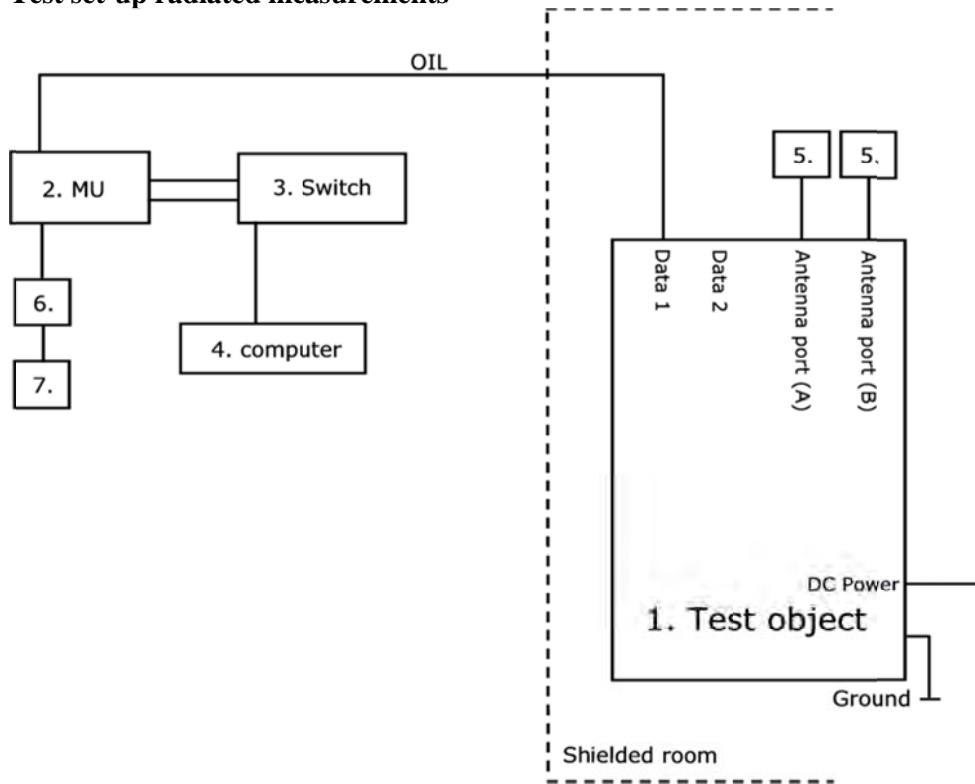 Test set-up radiated measurements
OIL
2. MU
3. Switch
5.
5.
Data 1
Data 2
Antenna port (A)
Antenna port (B)
6.
4. computer
7.
DC Power
1. Test object
Ground
Shielded room